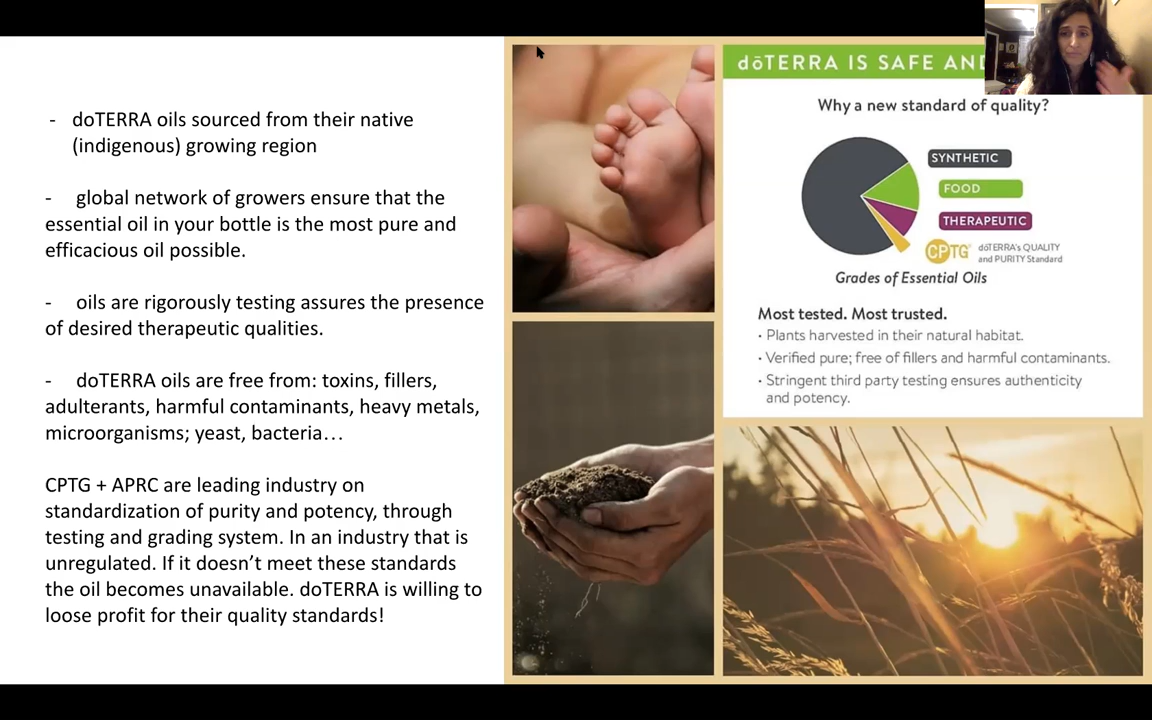 - doTERRA oils sourced from their native
(indigenous) growing region
- global network of growers ensure that the
essential oil in your bottle is the most pure and
efficacious oil possible.
- oils are rigorously testing assures the presence
of desired therapeutic qualities.
- doTERRA oils are free from: toxins, fillers,
adulterants, harmful contaminants, heavy metals,
microorganisms; yeast, bacteria…
CPTG + APRC are leading industry on
standardization of purity and potency, through
testing and grading system. In an industry that is
unregulated. If it doesn’t meet these standards
the oil becomes unavailable. doTERRA is willing to
loose profit for their quality standards!
dōTERRA IS SAFE AND
Why a new standard of quality?
SYNTHETIC
FOOD
THERAPEUTIC
CPTG® dōTERRA's QUALITY
and PURITY Standard
Grades of Essential Oils
Most tested. Most trusted.
· Plants harvested in their natural habitat.
· Verified pure; free of fillers and harmful contaminants.
· Stringent third party testing ensures authenticity
and potency.